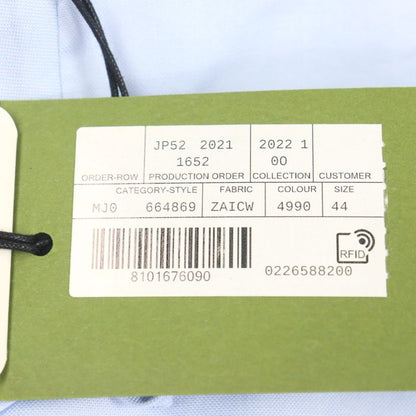 JP52 2021 2022 1
1652 0O
ORDER-ROW PRODUCTION ORDER COLLECTION CUSTOMER
CATEGORY-STYLE FABRIC COLOUR SIZE
MJ0 664869 ZAICW 4990 44
8101676090 0226588200
RFID